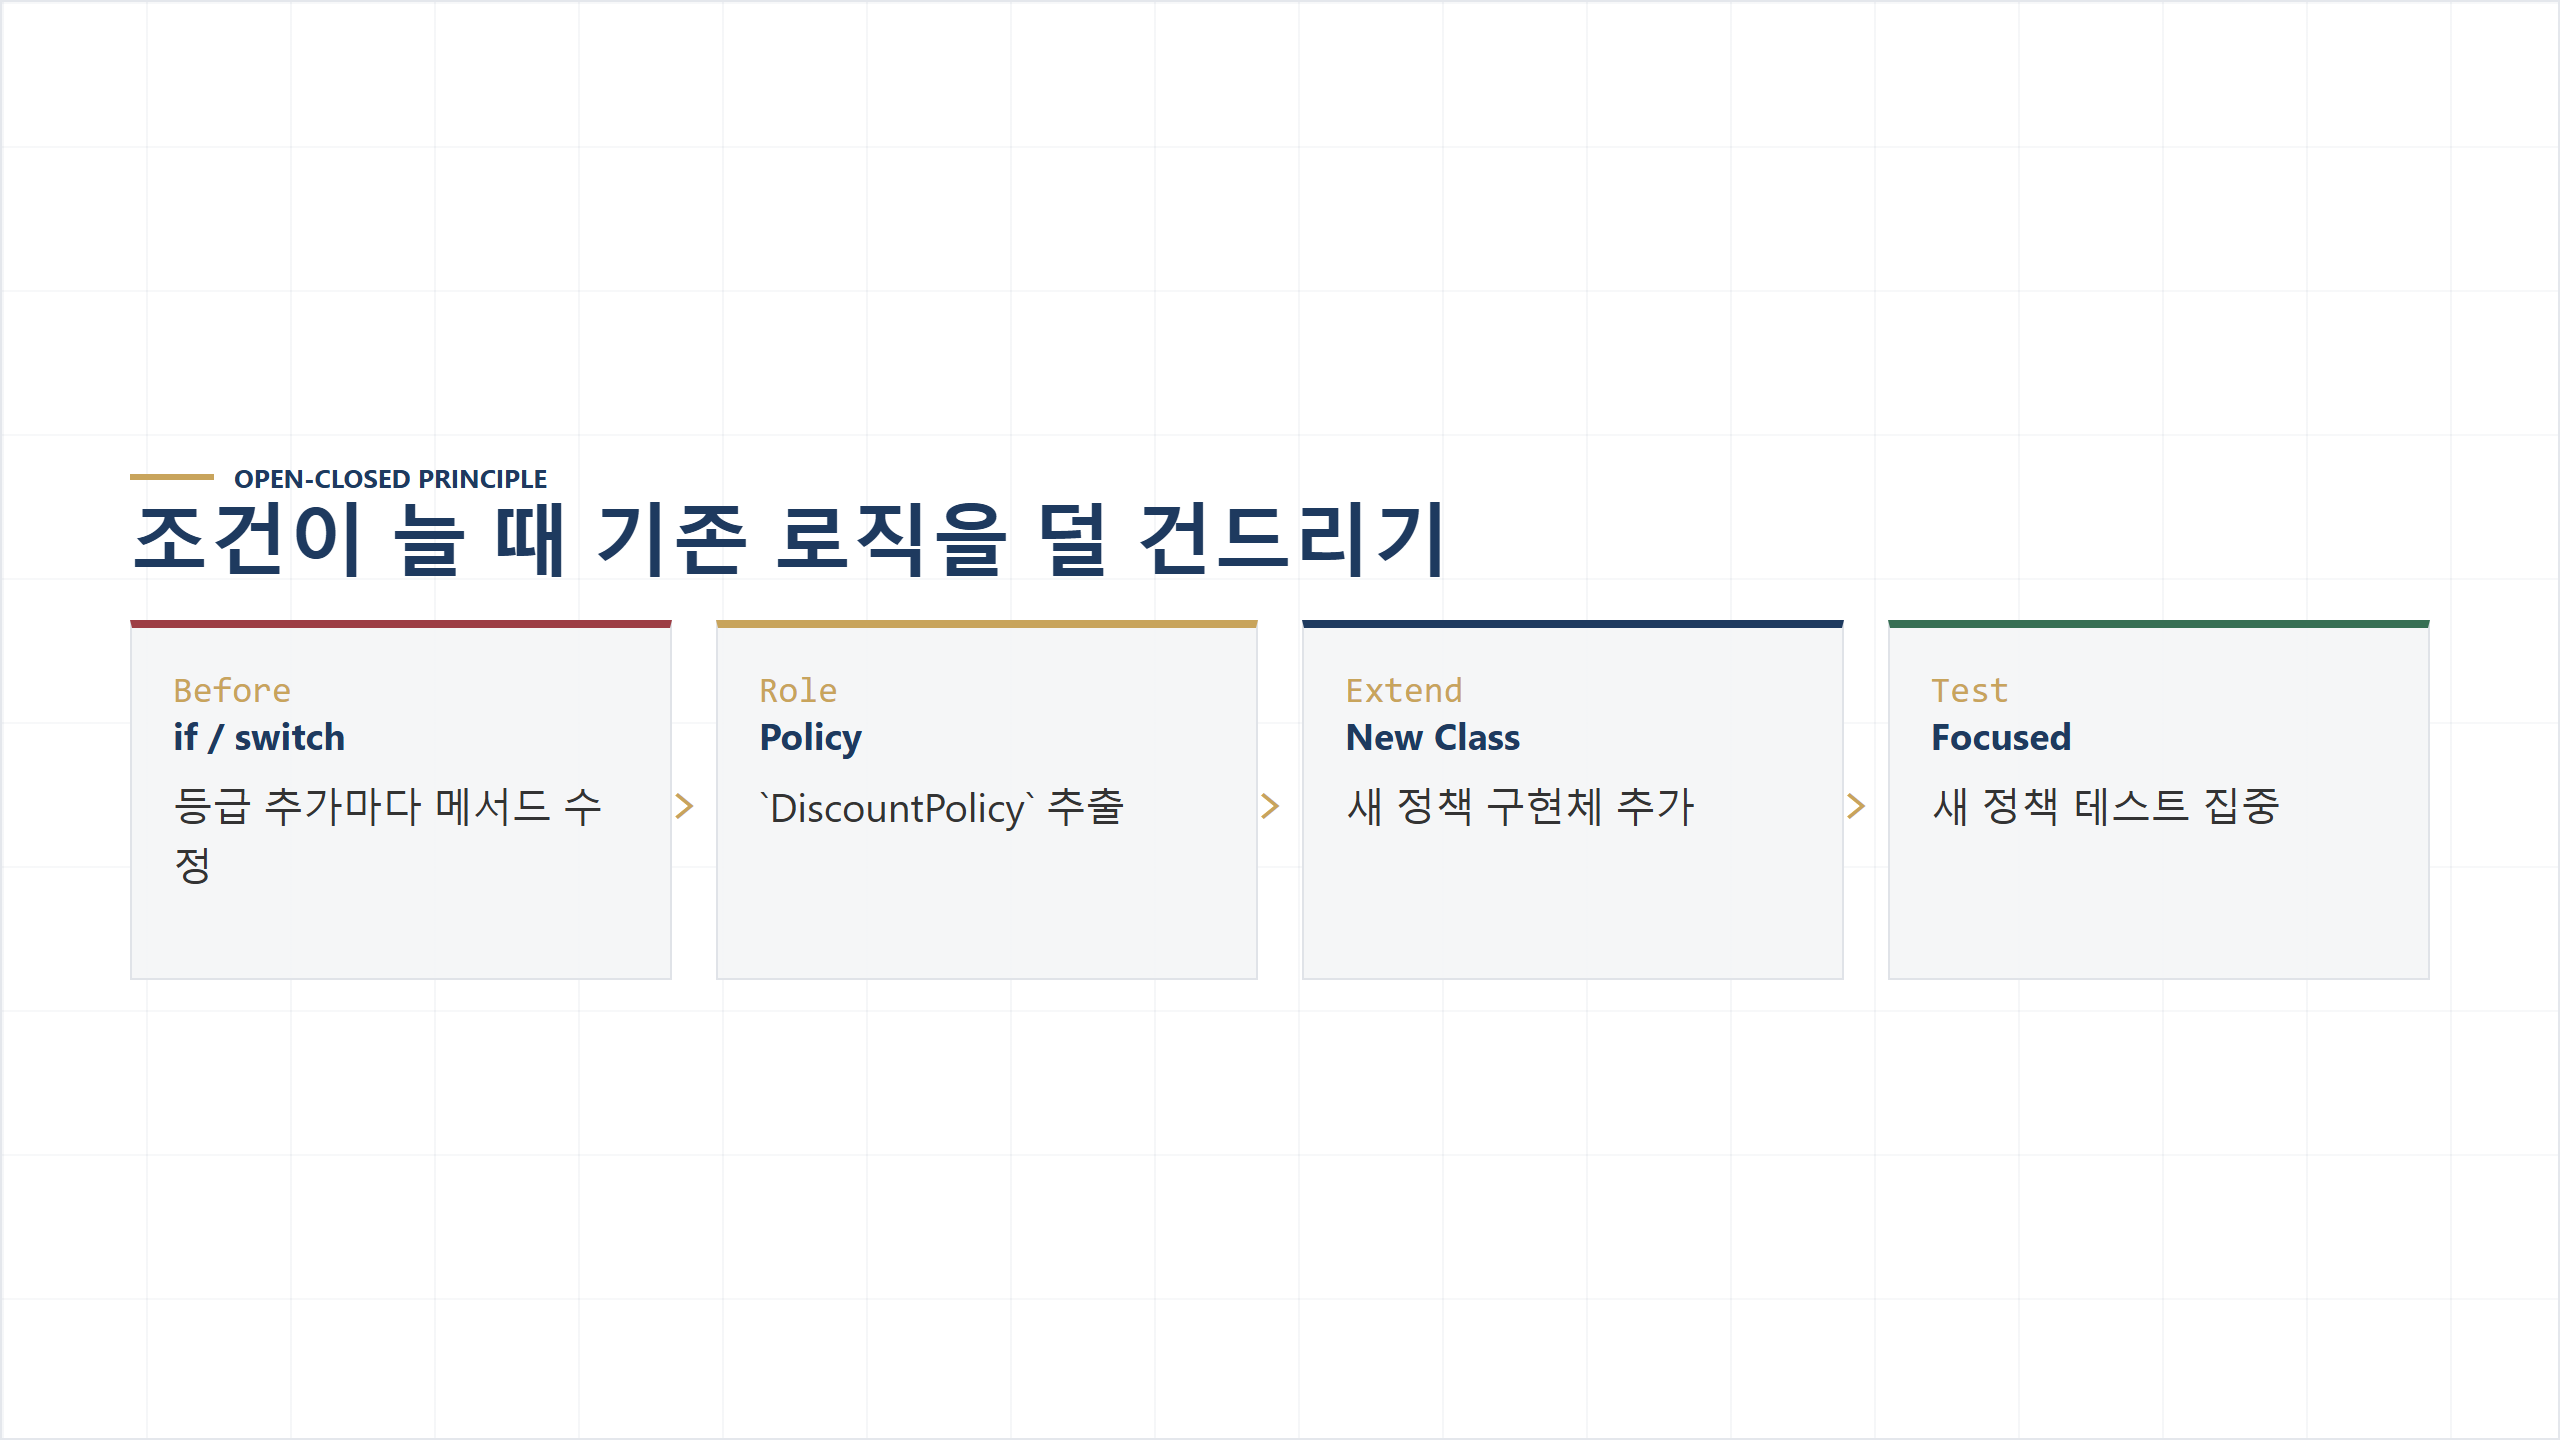 OPEN-CLOSED PRINCIPLE
조건이 늘 때 기존 로직을 덜 건드리기
Before
if / switch
등급 추가마다 메서드 수
정
>
Role
Policy
`DiscountPolicy` 추출
>
Extend
New Class
새 정책 구현체 추가
>
Test
Focused
새 정책 테스트 집중